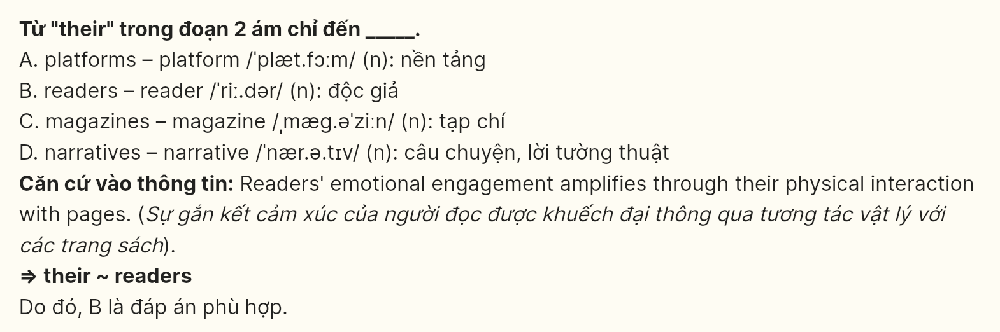 Từ "their" trong đoạn 2 ám chỉ đến _____.
A. platforms – platform /ˈplæt.fɔːm/ (n): nền tảng
B. readers – reader /ˈriː.dər/ (n): độc giả
C. magazines – magazine /ˌmæɡ.əˈziːn/ (n): tạp chí
D. narratives – narrative /ˈnær.ə.tɪv/ (n): câu chuyện, lời tường thuật
Căn cứ vào thông tin: Readers' emotional engagement amplifies through their physical interaction
with pages. (Sự gắn kết cảm xúc của người đọc được khuếch đại thông qua tương tác vật lý với
các trang sách).
⇒ their ~ readers
Do đó, B là đáp án phù hợp.